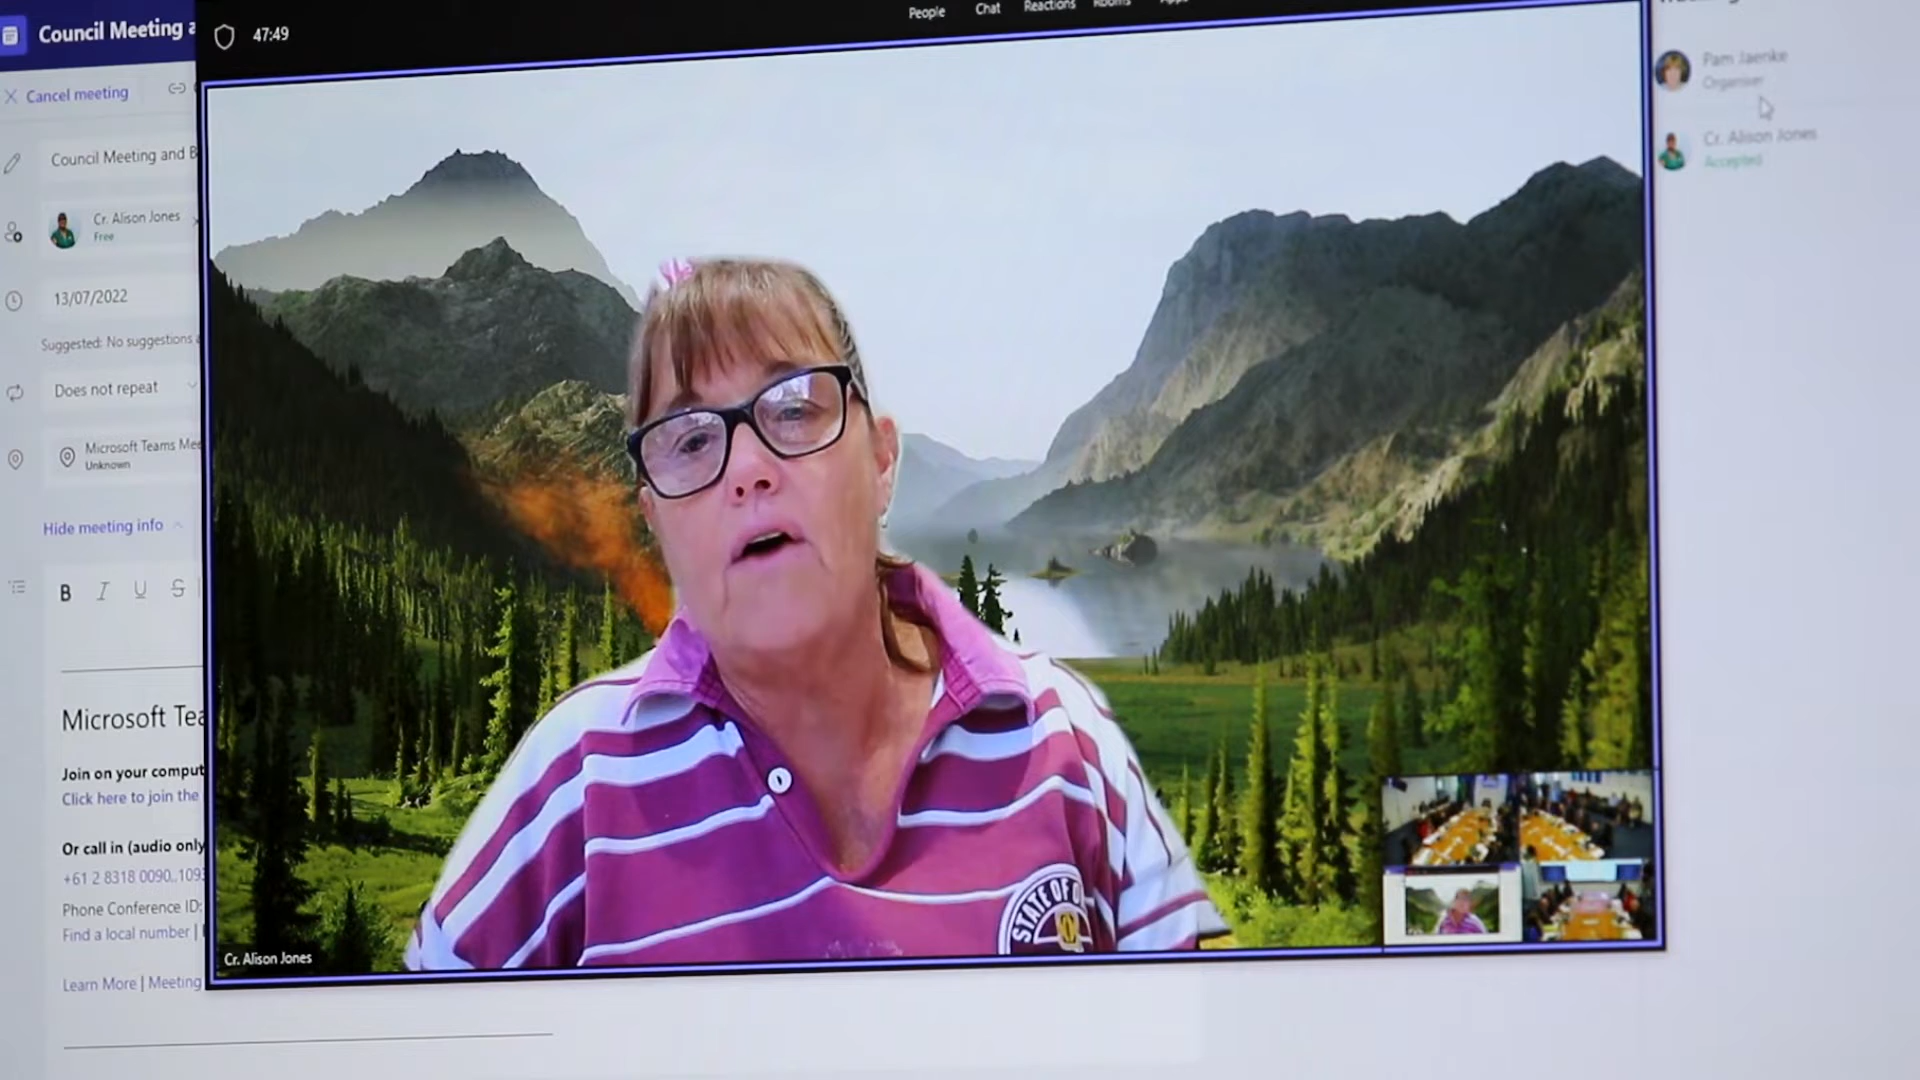 Council Meeting a
47:49
People
Chat
Reactions
Rooms
Apps
Cancel meeting
Council Meeting and B
Cr. Alison Jones
Free
13/07/2022
Suggested: No suggestions a
Does not repeat
Microsoft Teams Mee
Unknown
Hide meeting info
B I U S
Microsoft Tea
Join on your comput
Click here to join the
Or call in (audio only
+61 2 8318 0090,,1093
Phone Conference ID:
Find a local number |
Learn More | Meeting
Cr. Alison Jones
STATE OF O
Pam Jaenke
Organiser
Cr. Alison Jones
Accepted